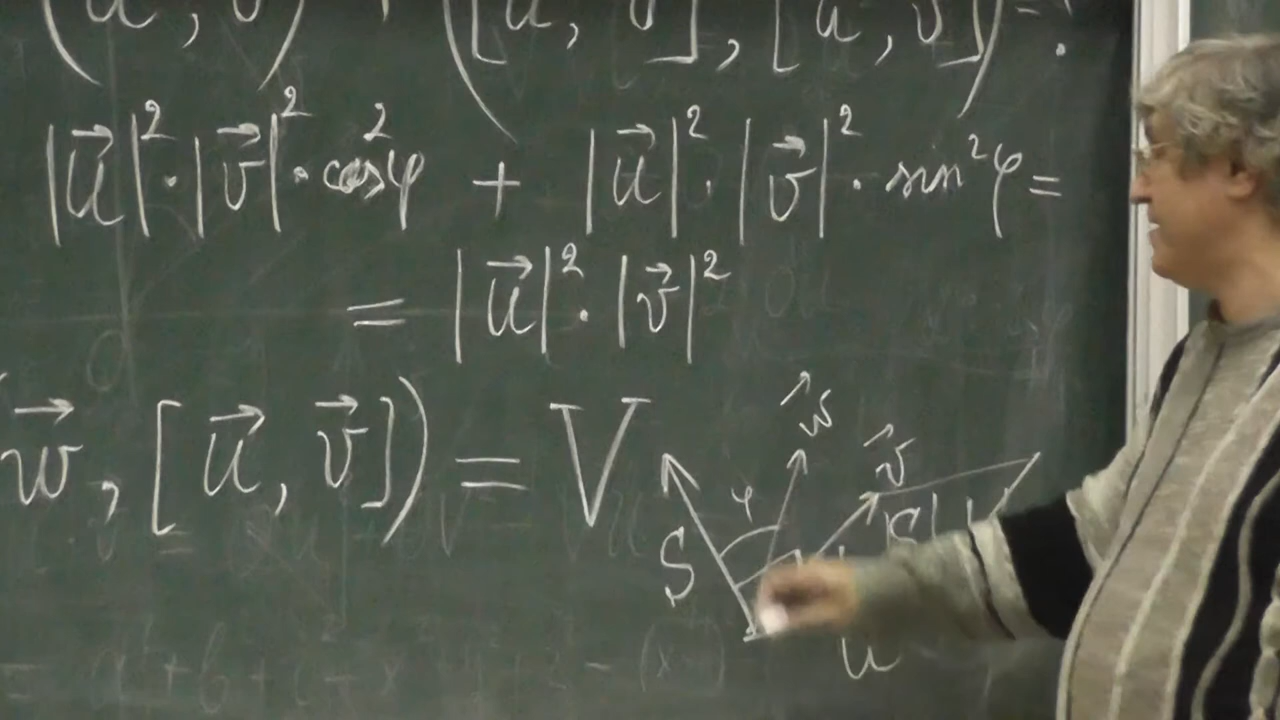 (u, v) + ([u, v], [u, v]) = ?
|u⃗|² · |v⃗|² · cos²φ + |u⃗|² · |v⃗|² · sin²φ =
= |u⃗|² · |v⃗|²
(w⃗, [u⃗, v⃗]) = V
w⃗
v⃗
φ
S
S
u